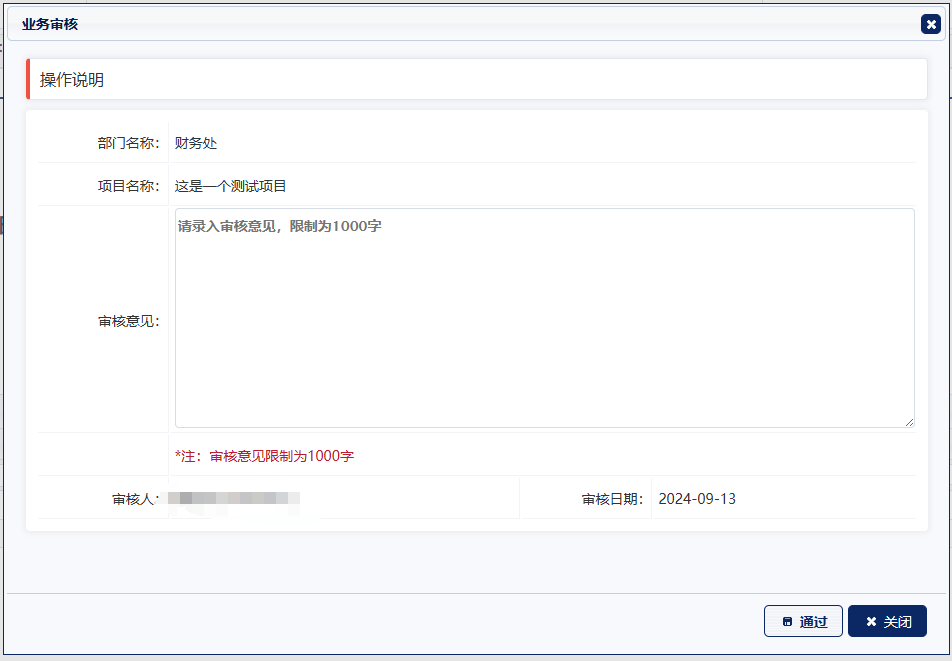 业务审核
操作说明
部门名称： 财务处
项目名称： 这是一个测试项目
请录入审核意见，限制为1000字
审核意见：
*注：审核意见限制为1000字
审核人： 审核日期： 2024-09-13
通过 关闭